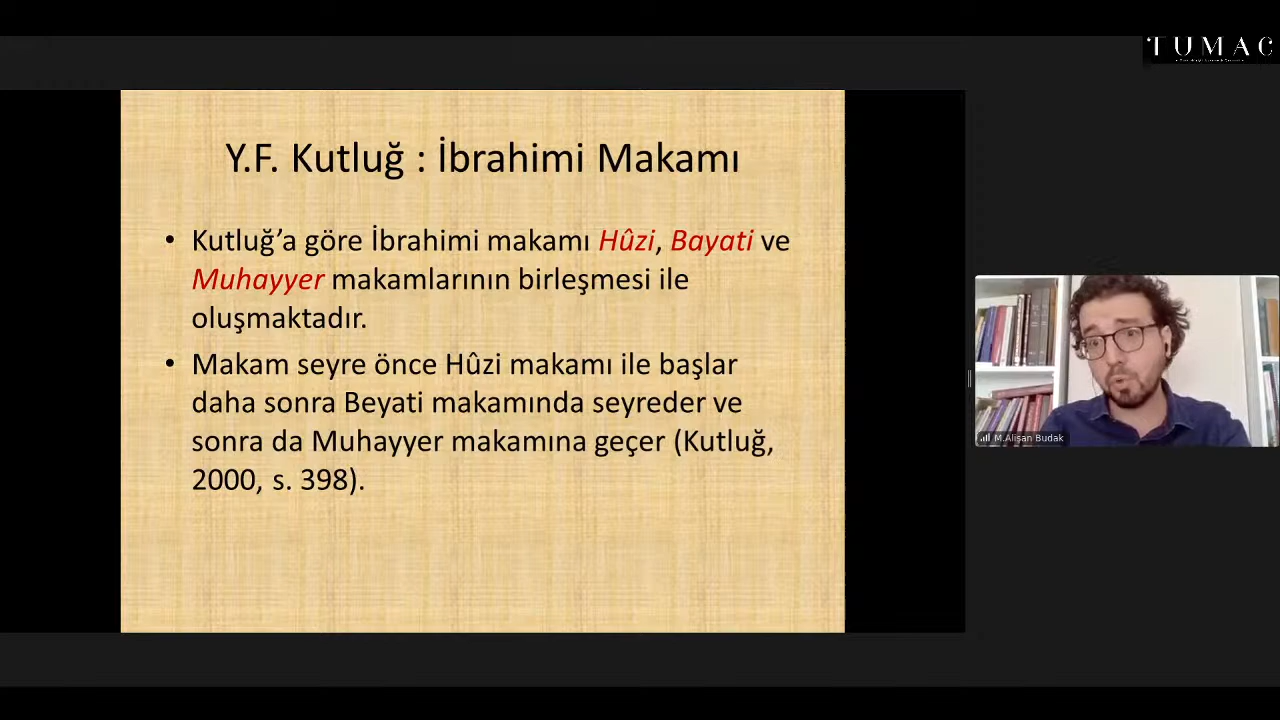 TUMAC
Y.F. Kutluğ : İbrahimi Makamı
• Kutluğ’a göre İbrahimi makamı Hûzi, Bayati ve
Muhayyer makamlarının birleşmesi ile
oluşmaktadır.
• Makam seyre önce Hûzi makamı ile başlar
daha sonra Beyati makamında seyreder ve
sonra da Muhayyer makamına geçer (Kutluğ,
2000, s. 398).
M.Alişan Budak